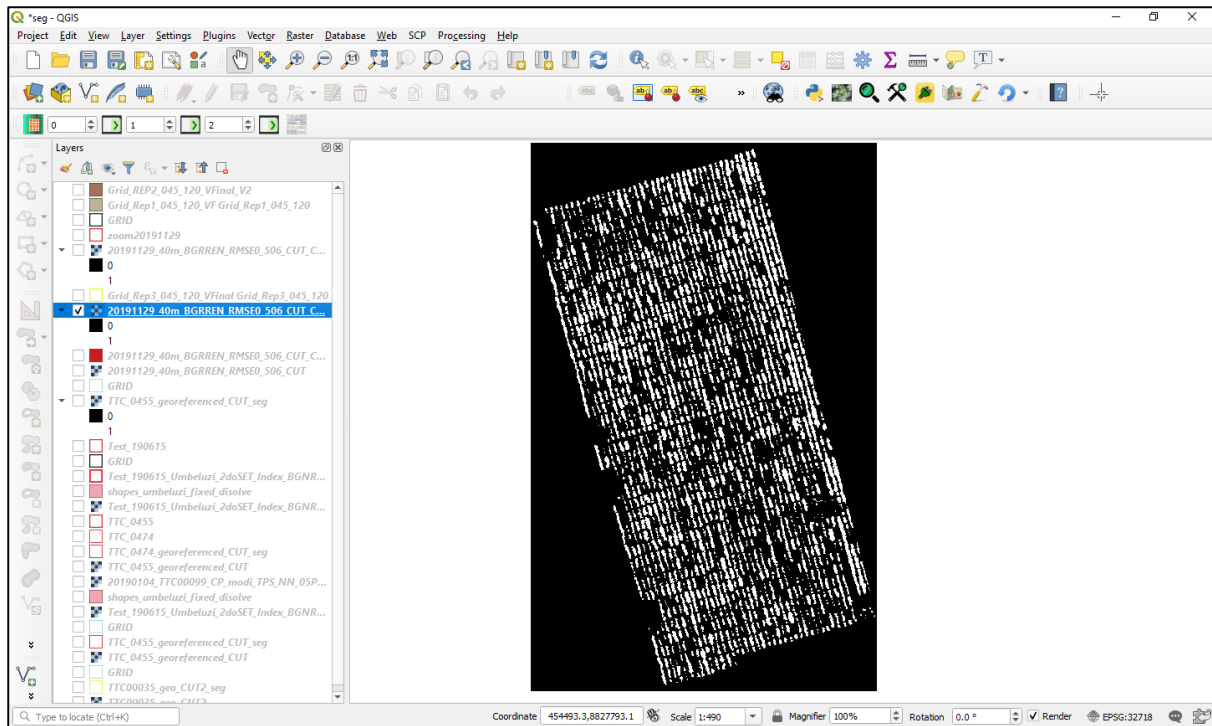 *seg - QGIS
Project Edit View Layer Settings Plugins Vector Raster Database Web SCP Processing Help
0 1 2
Layers
Grid_REP2_045_120_VFinal_V2
Grid_Rep1_045_120_VF Grid_Rep1_045_120
GRID
zoom20191129
20191129_40m_BGRREN_RMSE0_506_CUT_C...
0
1
Grid_Rep3_045_120_VFinal Grid_Rep3_045_120
20191129_40m_BGRREN_RMSE0_506_CUT_C...
0
1
20191129_40m_BGRREN_RMSE0_506_CUT_C...
20191129_40m_BGRREN_RMSE0_506_CUT
GRID
TTC_0455_georeferenced_CUT_seg
0
1
Test_190615
GRID
Test_190615_Umbeluzi_2doSET_Index_BGNR...
shapes_umbeluzi_fixed_disolve
Test_190615_Umbeluzi_2doSET_Index_BGNR...
TTC_0455
TTC_0474
TTC_0474_georeferenced_CUT_seg
TTC_0455_georeferenced_CUT
20190104_TTC00099_CP_modi_TPS_NN_05P...
shapes_umbeluzi_fixed_disolve
Test_190615_Umbeluzi_2doSET_Index_BGNR...
GRID
TTC_0455_georeferenced_CUT_seg
TTC_0455_georeferenced_CUT
GRID
TTC00035_geo_CUT2_seg
TTC00035_geo_CUT2
Type to locate (Ctrl+K) Coordinate 454493.3,8827793.1 Scale 1:490 Magnifier 100% Rotation 0.0 ° Render EPSG:32718